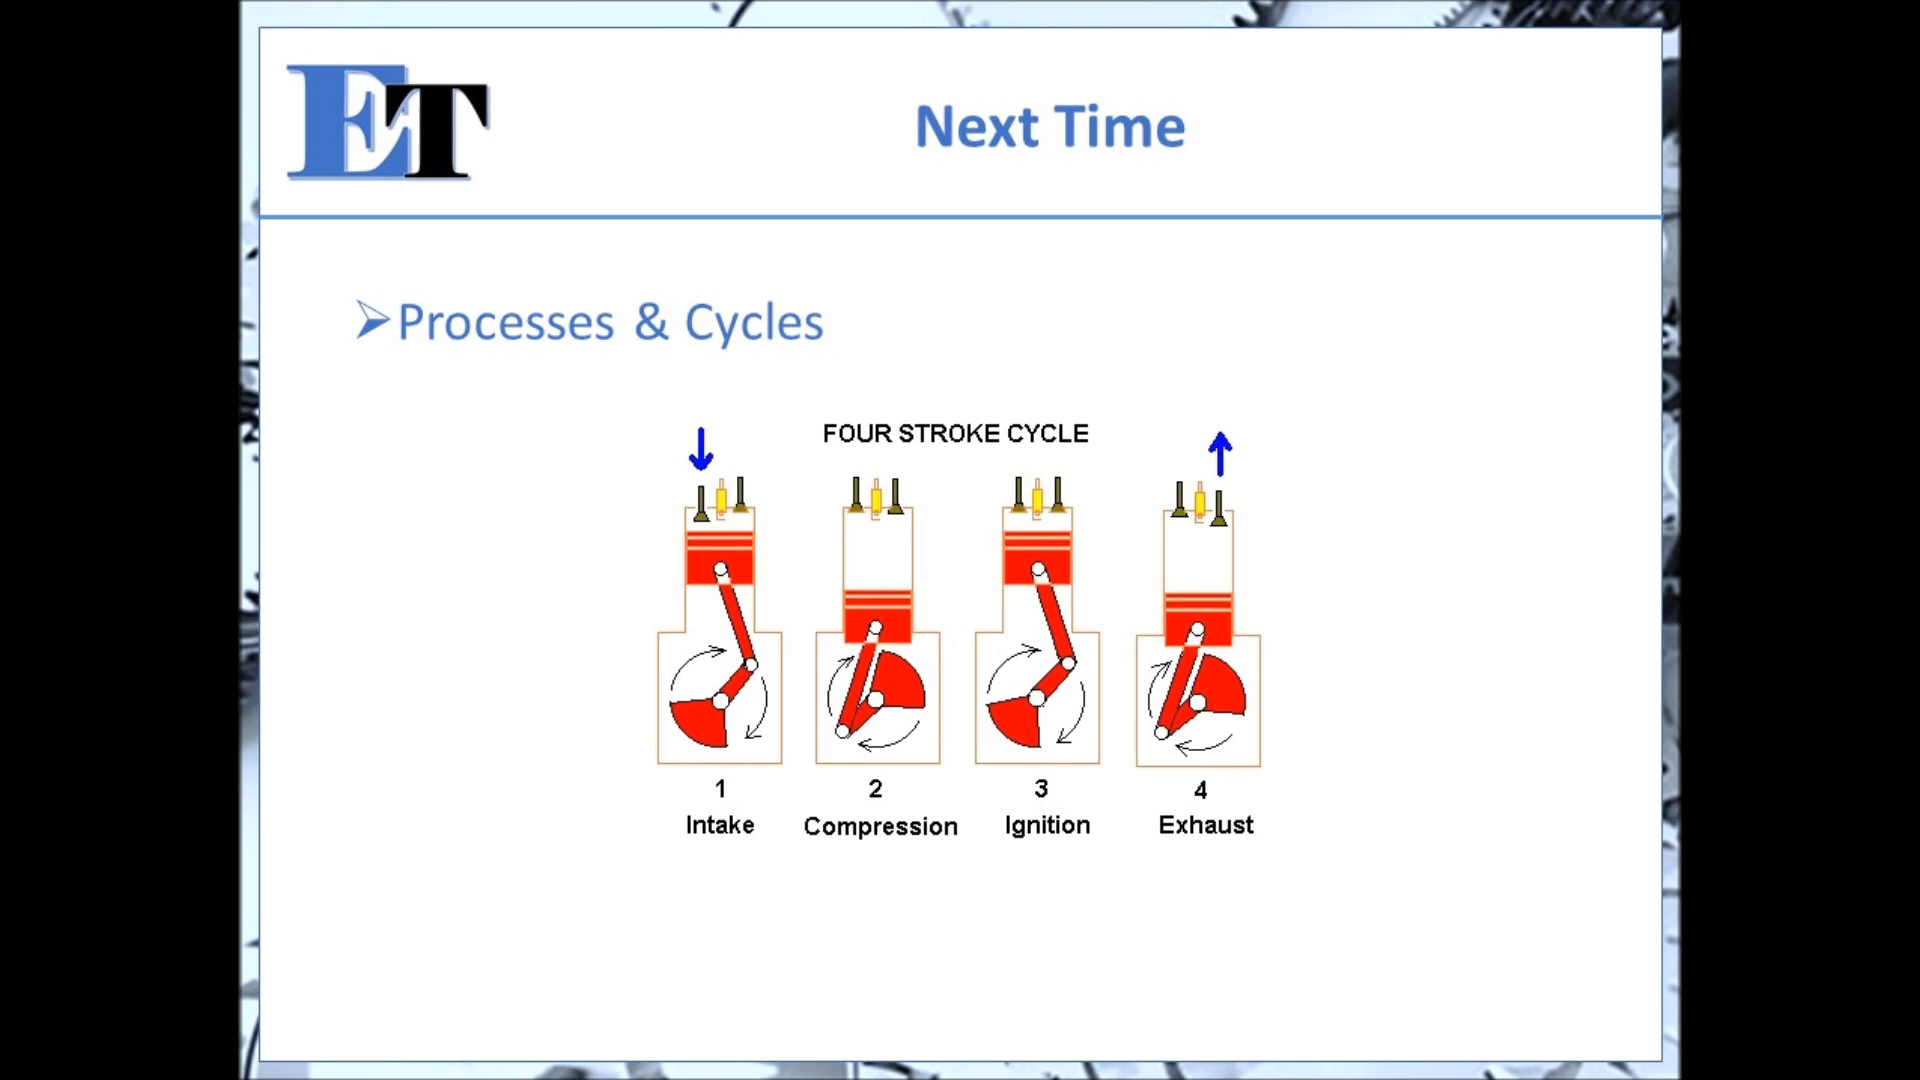 ET
Next Time
Processes & Cycles
FOUR STROKE CYCLE
1 2 3 4
Intake Compression Ignition Exhaust